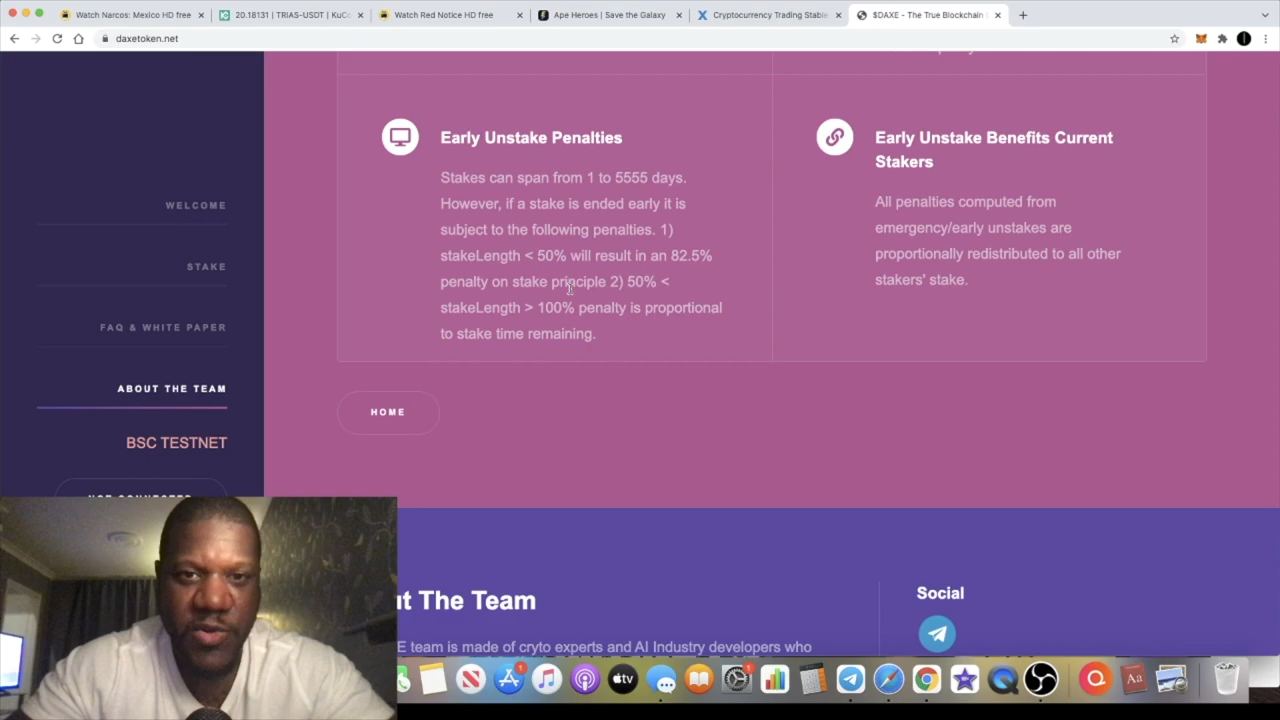 Watch Narcos: Mexico HD free
20.18131 | TRIAS-USDT | KuCo
Watch Red Notice HD free
Ape Heroes | Save the Galaxy
Cryptocurrency Trading Stable
$DAXE - The True Blockchain
daxetoken.net
WELCOME
STAKE
FAQ & WHITE PAPER
ABOUT THE TEAM
BSC TESTNET
Early Unstake Penalties
Stakes can span from 1 to 5555 days.
However, if a stake is ended early it is
subject to the following penalties. 1)
stakeLength < 50% will result in an 82.5%
penalty on stake principle 2) 50% <
stakeLength > 100% penalty is proportional
to stake time remaining.
Early Unstake Benefits Current
Stakers
All penalties computed from
emergency/early unstakes are
proportionally redistributed to all other
stakers' stake.
HOME
ut The Team
E team is made of cryto experts and AI Industry developers who
Social
tv
1
1